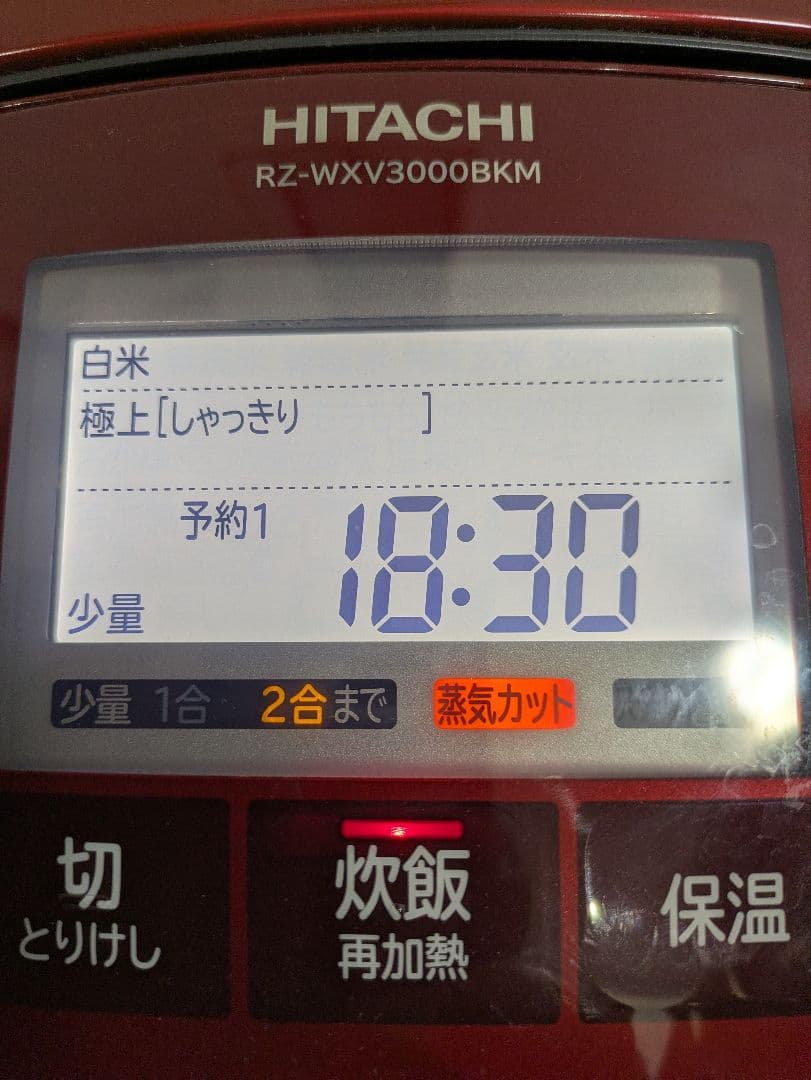 HITACHI
RZ-WXV3000BKM
白米
極上[しゃっきり ]
予約1 18:30
少量
少量 1合 2合まで 蒸気カット
切 炊飯 保温
とりけし 再加熱